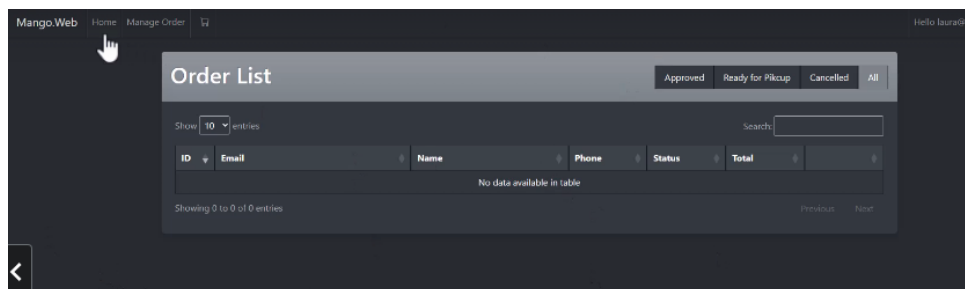 Mango.Web Home Manage Order Hello laura@
Order List Approved Ready for Pikcup Cancelled All
Show 10 entries Search:
ID Email Name Phone Status Total
No data available in table
Showing 0 to 0 of 0 entries Previous Next